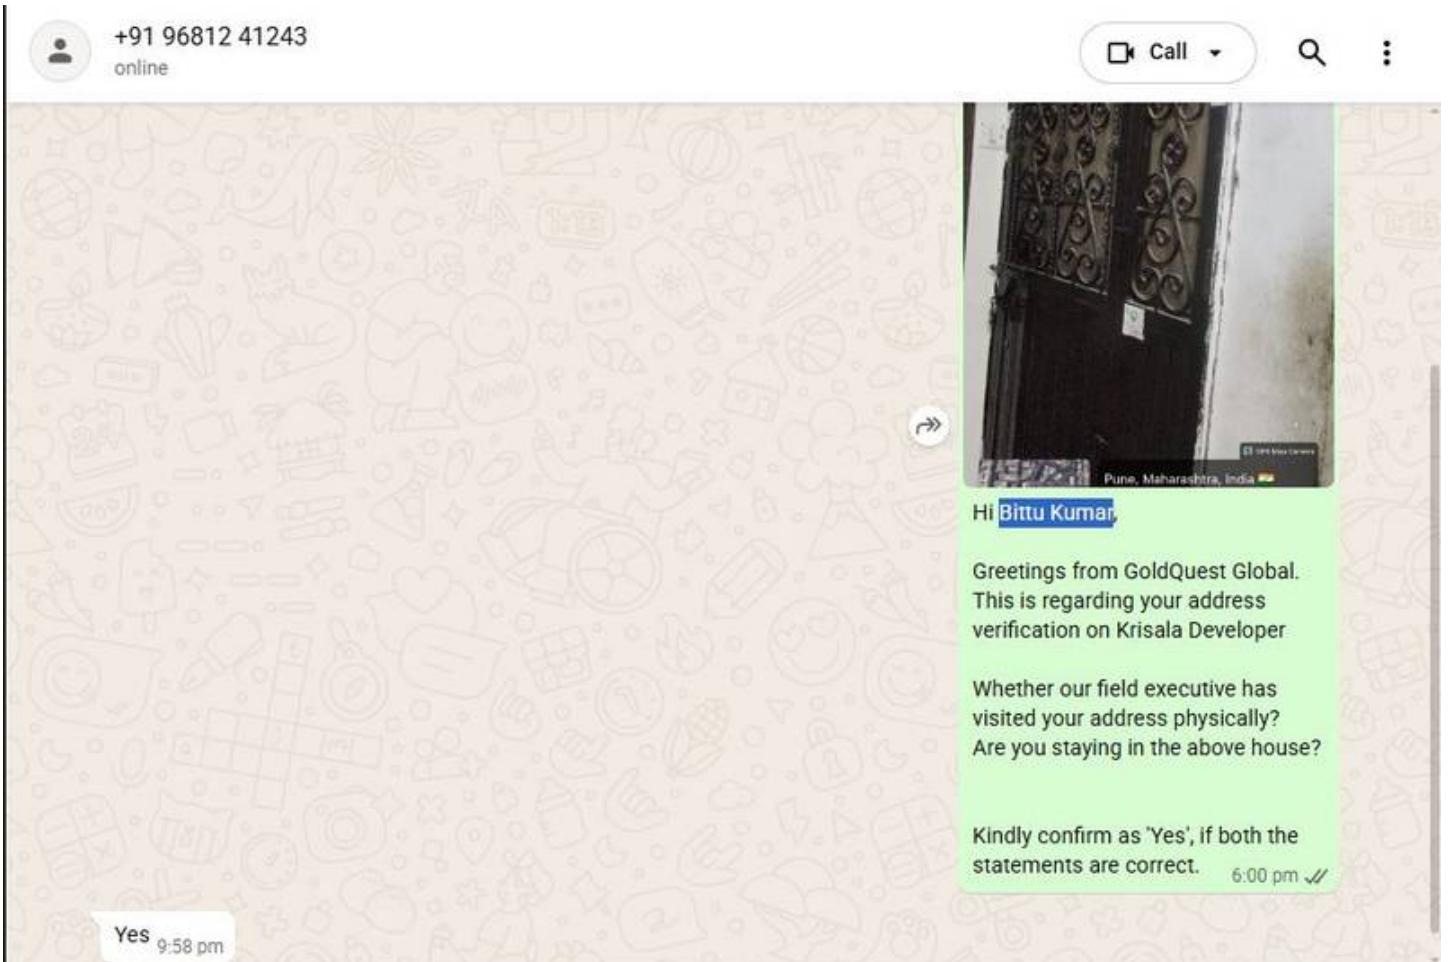 +91 96812 41243
online
Call
Pune, Maharashtra, India
Hi Bittu Kumar,
Greetings from GoldQuest Global.
This is regarding your address
verification on Krisala Developer
Whether our field executive has
visited your address physically?
Are you staying in the above house?
Kindly confirm as 'Yes', if both the
statements are correct.
6:00 pm
Yes
9:58 pm